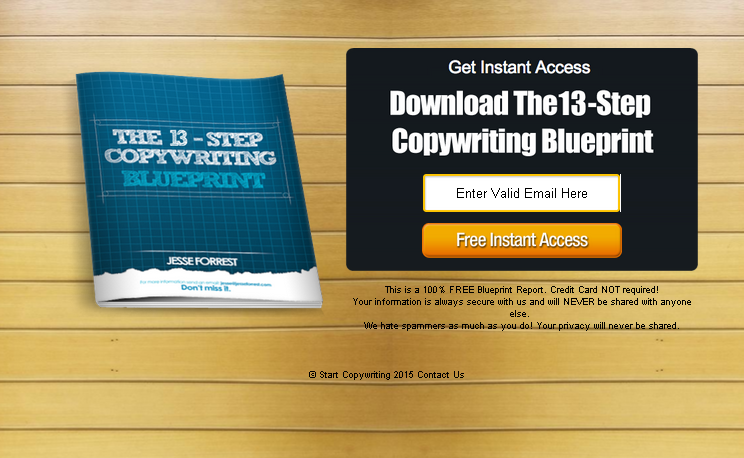 THE 13-STEP
COPYWRITING
BLUEPRINT
JESSE FORREST
Don't miss it.
Get Instant Access
Download The 13-Step
Copywriting Blueprint
Enter Valid Email Here
Free Instant Access
This is a 100% FREE Blueprint Report. Credit Card NOT required!
Your information is always secure with us and will NEVER be shared with anyone
else.
We hate spammers as much as you do! Your privacy will never be shared.
© Start Copywriting 2015 Contact Us